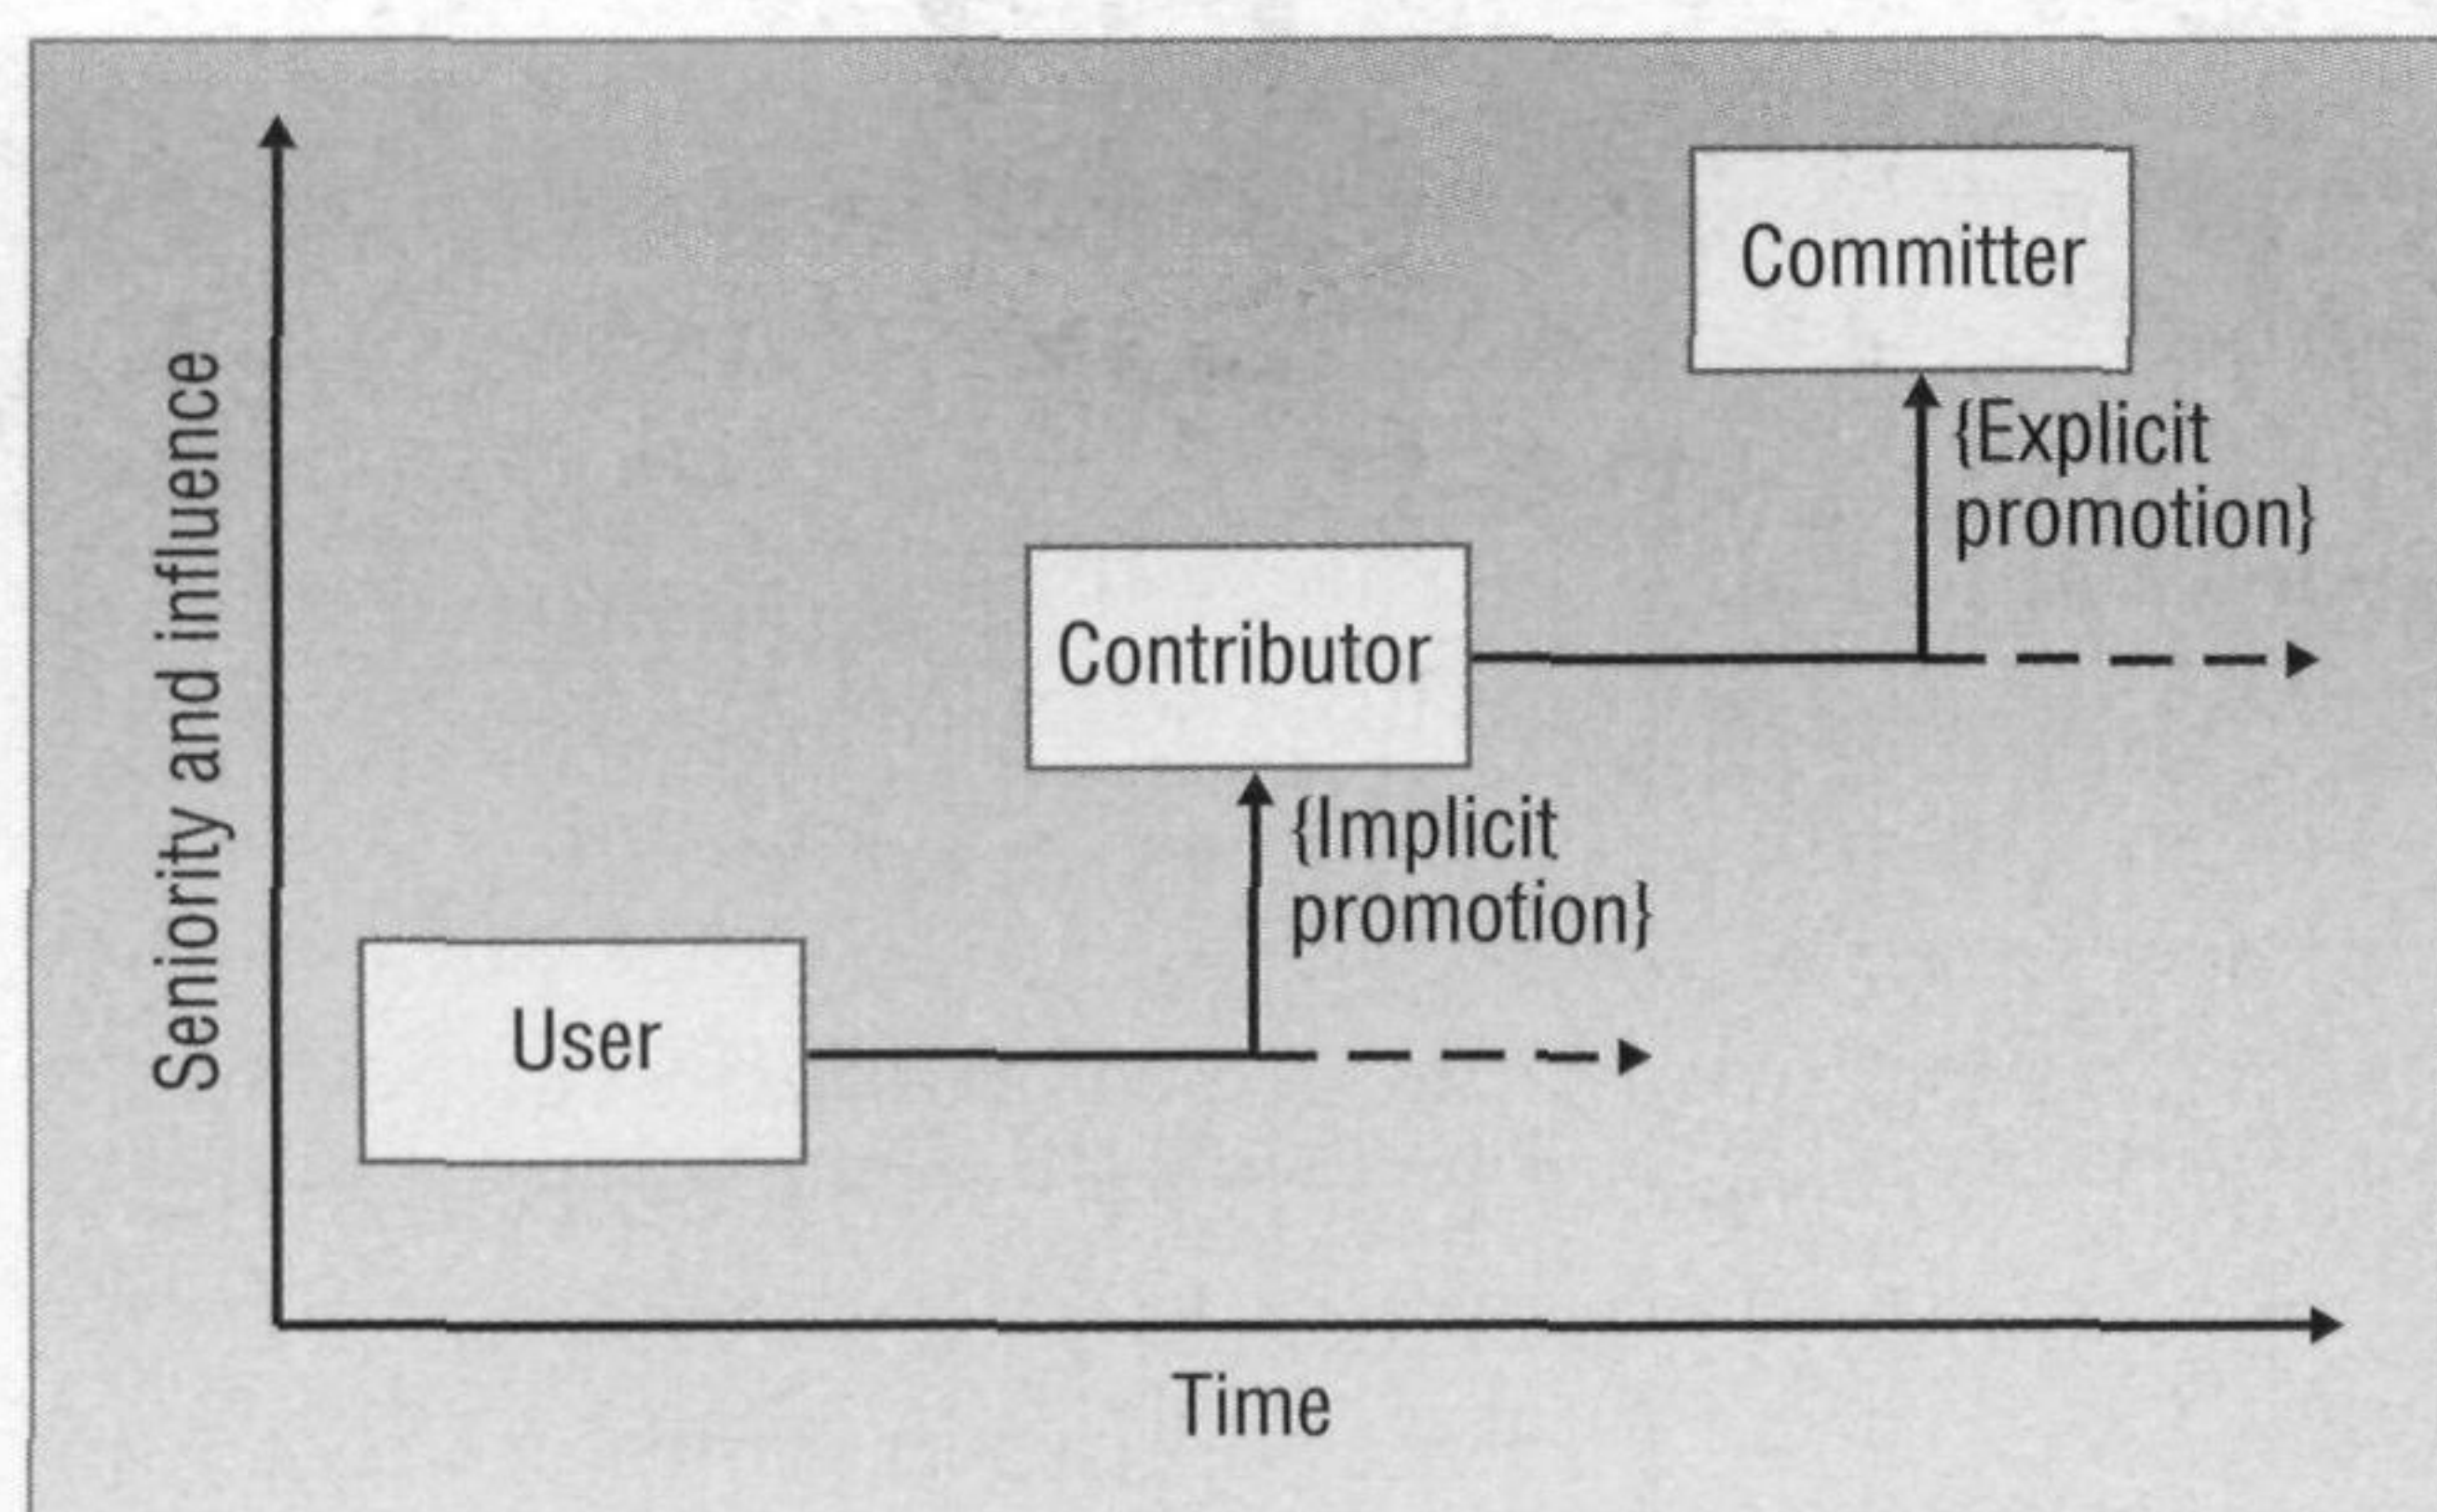 Seniority and influence
Committer
{Explicit
promotion}
Contributor
{Implicit
promotion}
User
Time